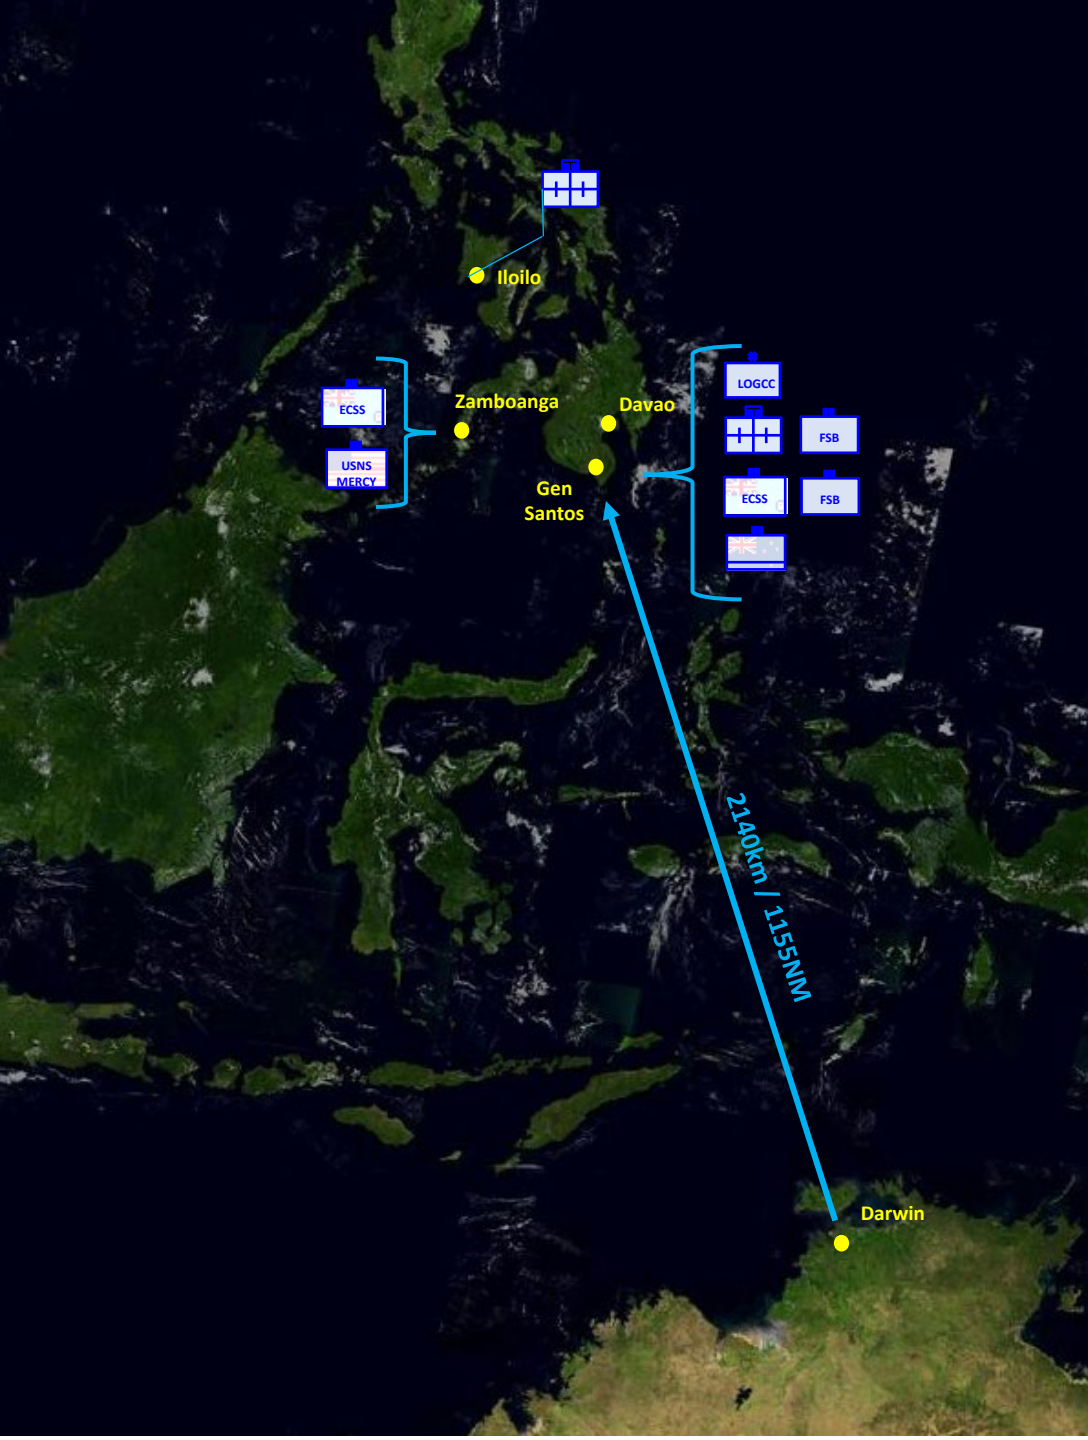 Iloilo
LOGCC
Zamboanga
Davao
ECSS
FSB
USNS
MERCY
Gen
Santos
ECSS
FSB
2140km / 1155NM
Darwin